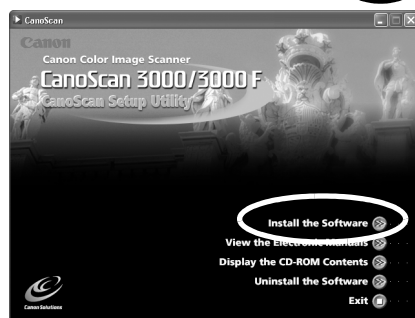 CanoScan
Canon
Canon Color Image Scanner
CanoScan 3000/3000 F
CanoScan Setup Utility
Install the Software
View the Electronic Manuals
Display the CD-ROM Contents
Uninstall the Software
Exit
Canon Solutions